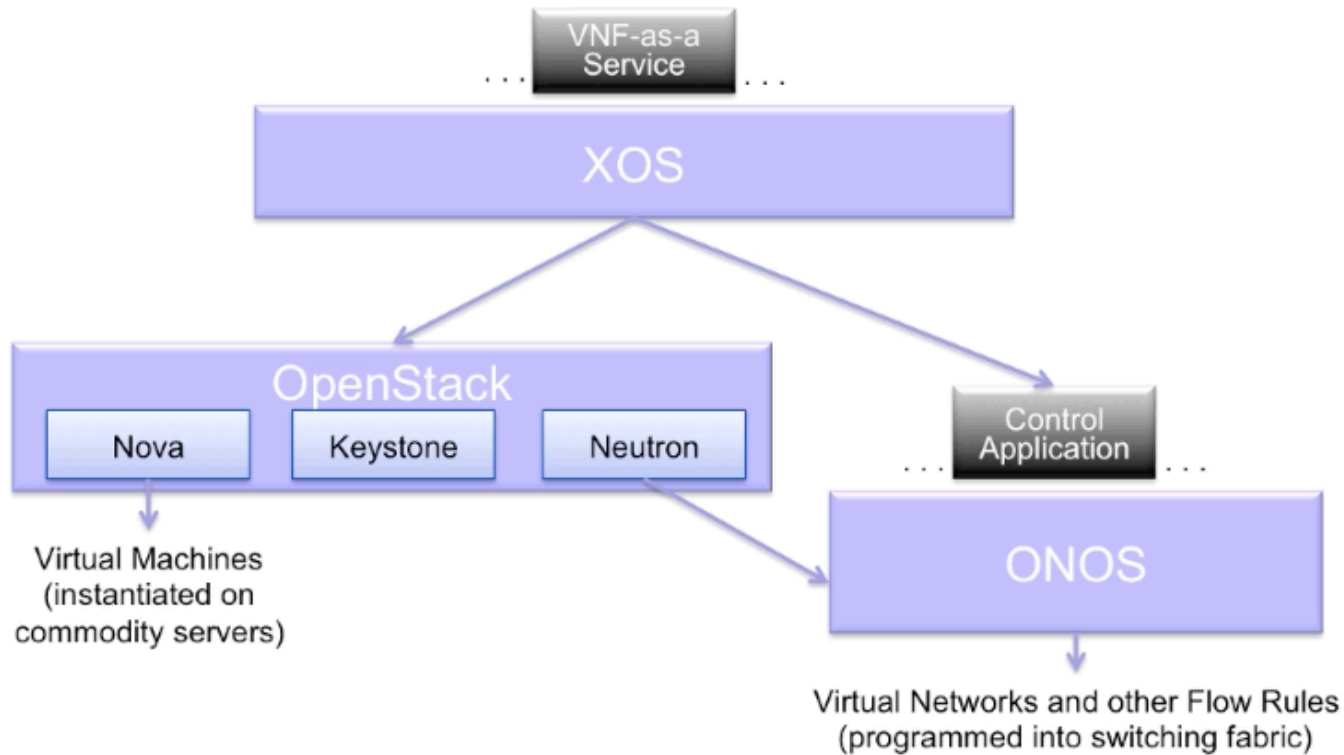 VNF-as-a
Service
. . .
. . .
XOS
OpenStack
Nova
Keystone
Neutron
Control
Application
. . .
. . .
ONOS
Virtual Machines
(instantiated on
commodity servers)
Virtual Networks and other Flow Rules
(programmed into switching fabric)